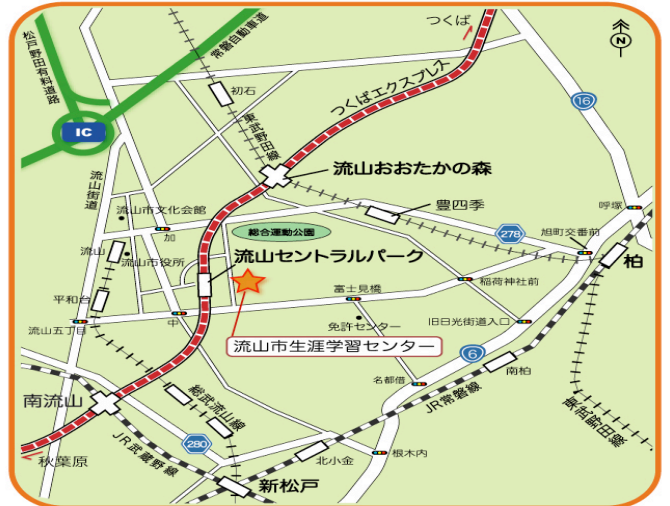 つくば
N
松戸野田有料道路
常磐自動車道
初石
つくばエクスプレス
16
IC
東武野田線
流山おおたかの森
流山街道
流山市文化会館
豊四季
呼塚
総合運動公園
278
旭町交番前
加
流山
流山市役所
流山セントラルパーク
柏
稲荷神社前
平和台
富士見橋
流山五丁目
中
免許センター
旧日光街道入口
流山市生涯学習センター
6
南柏
名都借
南流山
総武流山線
JR常磐線
東武野田線
280
JR武蔵野線
秋葉原
北小金
根木内
新松戸